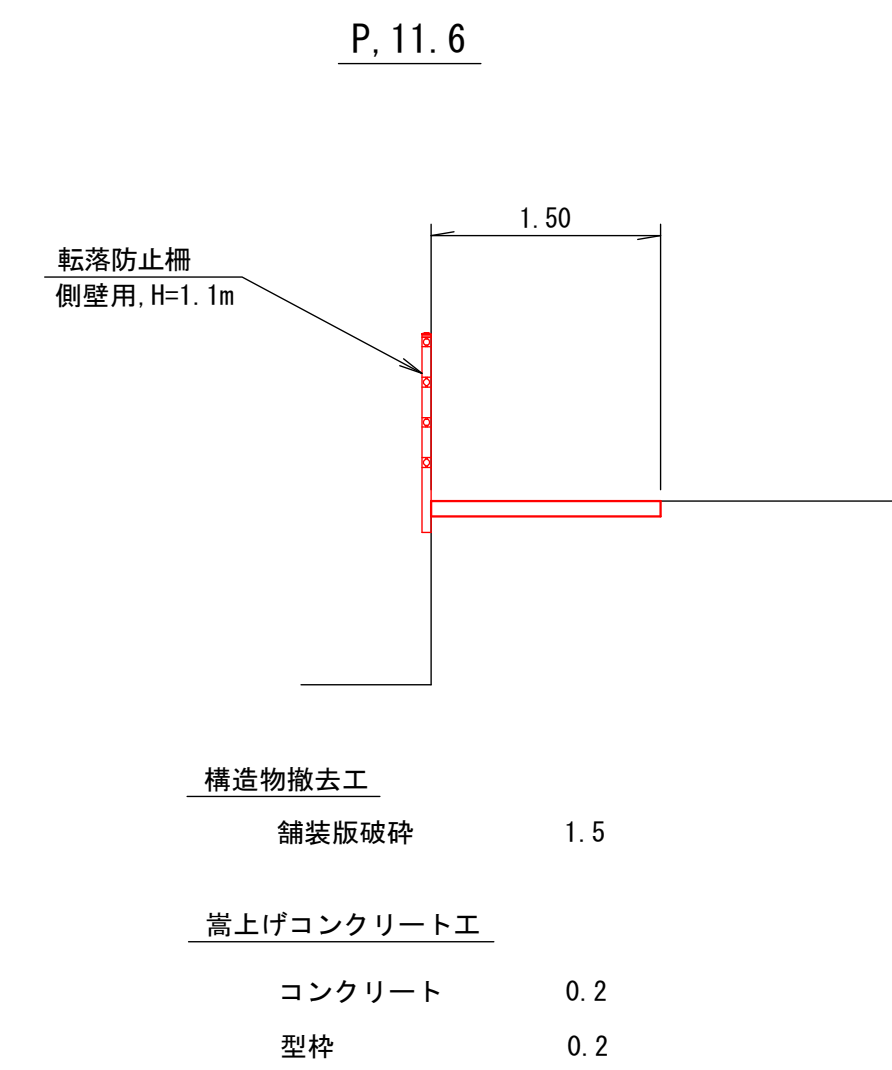 P,11.6
1.50
転落防止柵
側壁用,H=1.1m
構造物撤去工
舗装版破砕 1.5
嵩上げコンクリート工
コンクリート 0.2
型枠 0.2